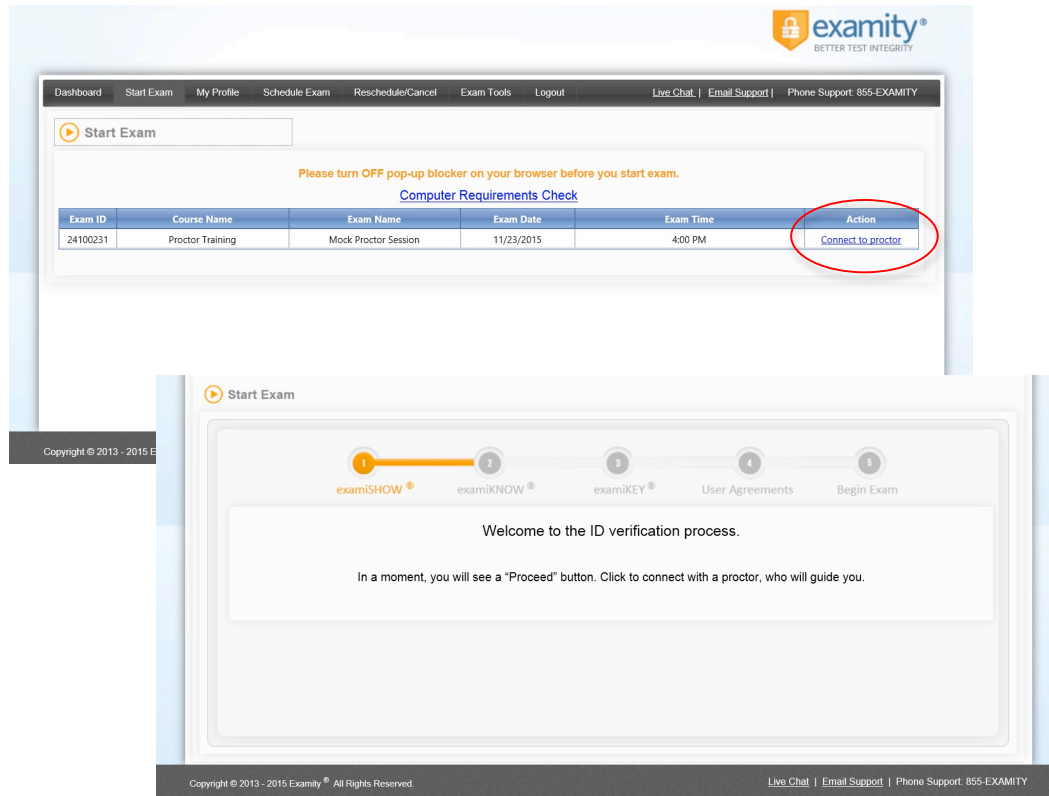 examity®
BETTER TEST INTEGRITY
Dashboard Start Exam My Profile Schedule Exam Reschedule/Cancel Exam Tools Logout Live Chat | Email Support | Phone Support: 855-EXAMITY
Start Exam
Please turn OFF pop-up blocker on your browser before you start exam.
Computer Requirements Check
Exam ID Course Name Exam Name Exam Date Exam Time Action
24100231 Proctor Training Mock Proctor Session 11/23/2015 4:00 PM Connect to proctor
Copyright © 2013 - 2015 E
Start Exam
1 2 3 4 5
examiSHOW ® examiKNOW ® examiKEY ® User Agreements Begin Exam
Welcome to the ID verification process.
In a moment, you will see a “Proceed” button. Click to connect with a proctor, who will guide you.
Copyright © 2013 - 2015 Examity ® All Rights Reserved. Live Chat | Email Support | Phone Support: 855-EXAMITY